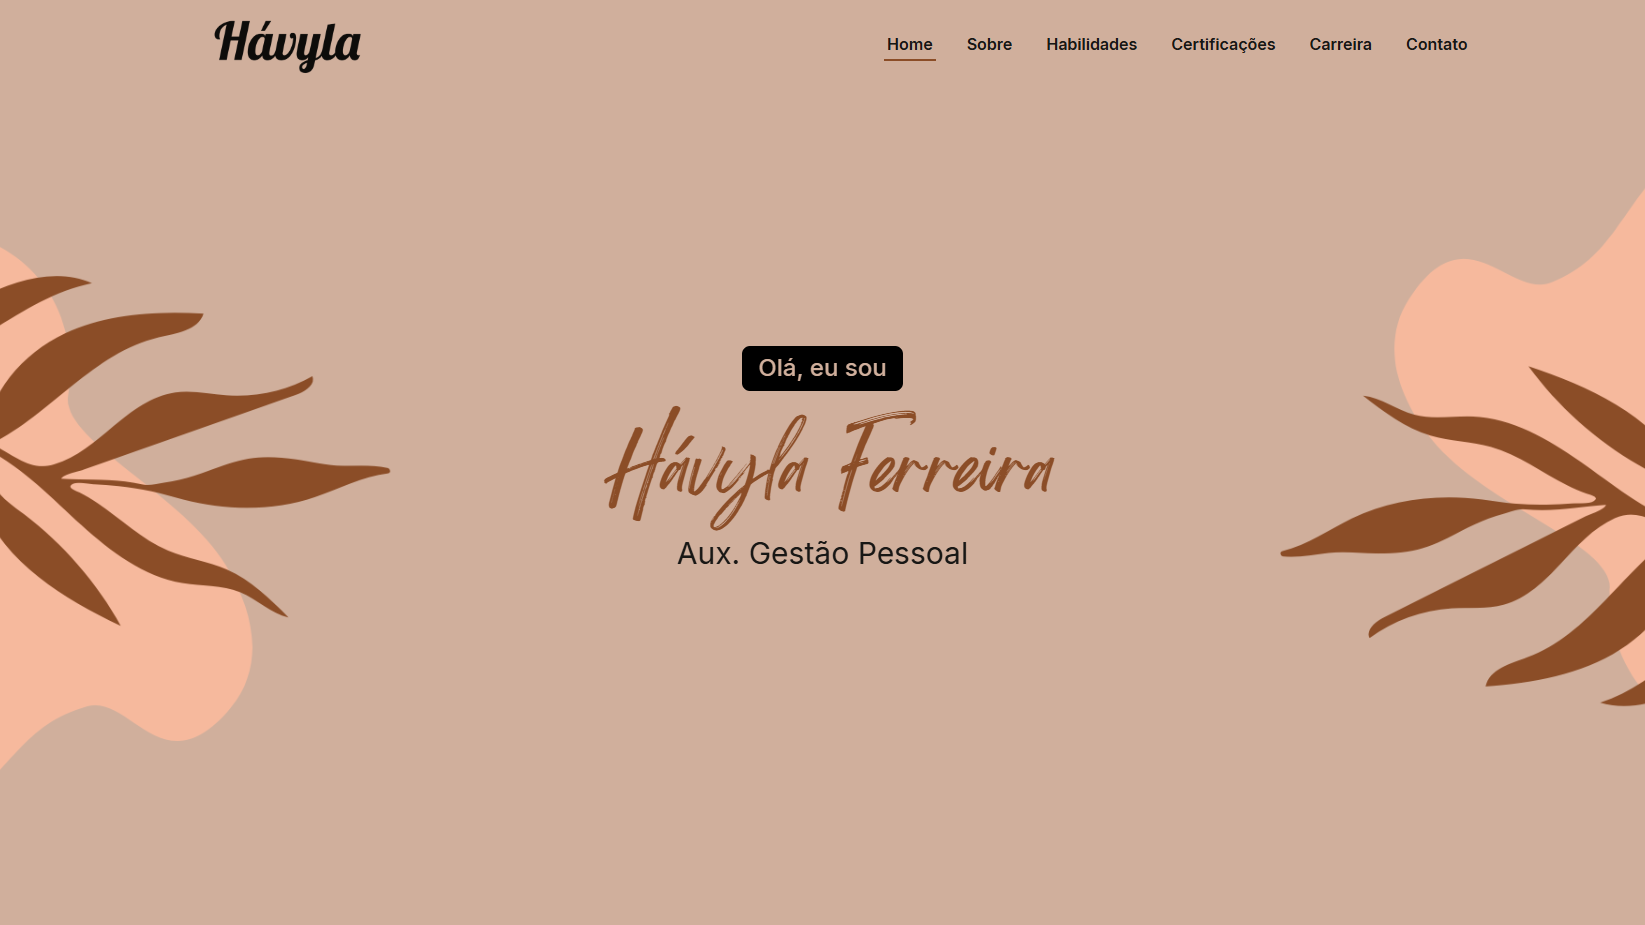 Hávyla
Home Sobre Habilidades Certificações Carreira Contato
Olá, eu sou
Hávyla Ferreira
Aux. Gestão Pessoal